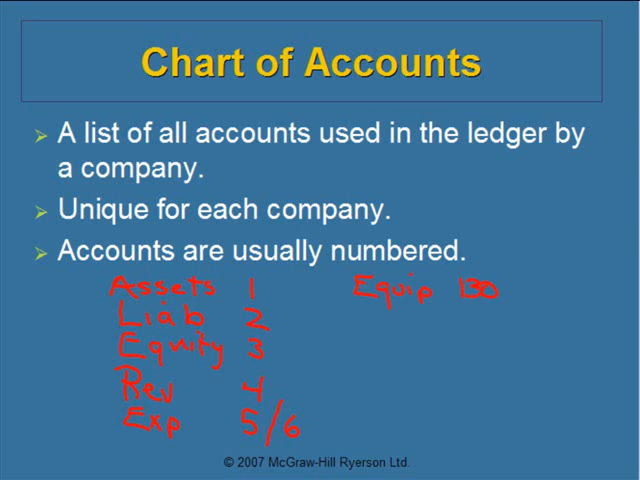 Chart of Accounts
A list of all accounts used in the ledger by
a company.
Unique for each company.
Accounts are usually numbered.
Assets 1 Equip 130
Liab 2
Equity 3
Rev 4
Exp 5/6
© 2007 McGraw-Hill Ryerson Ltd.